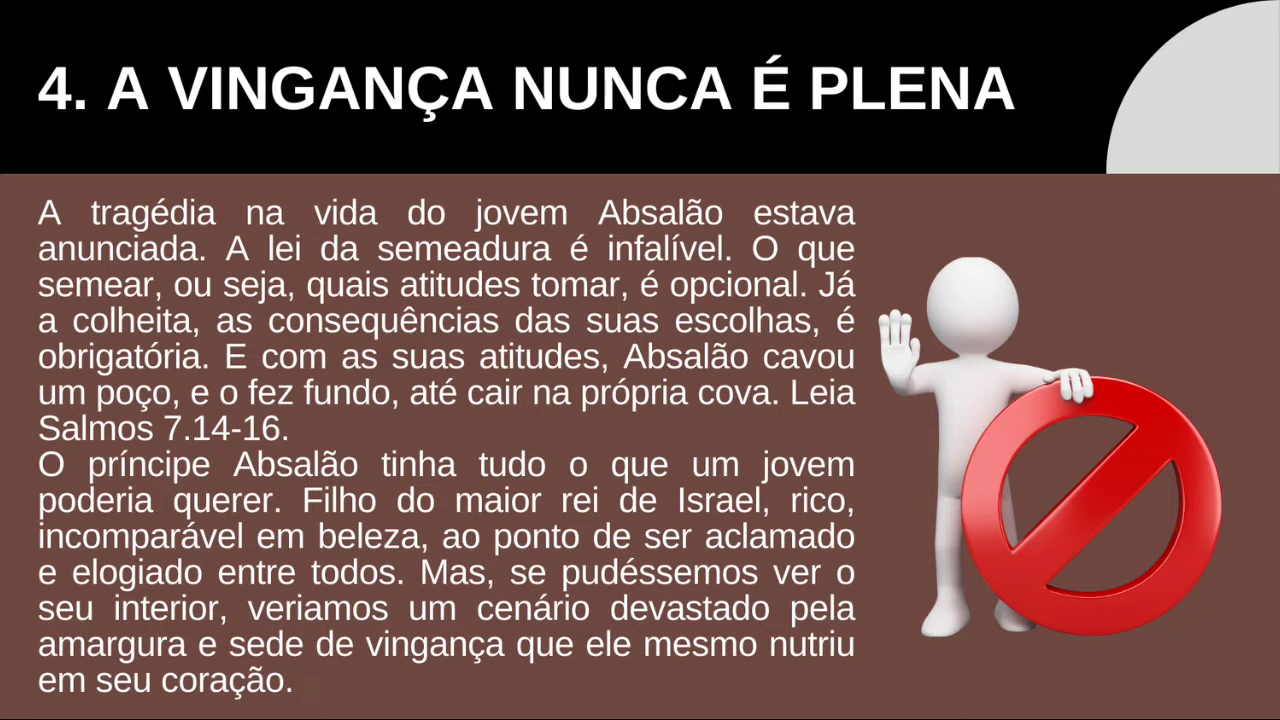 4. A VINGANÇA NUNCA É PLENA
A tragédia na vida do jovem Absalão estava
anunciada. A lei da semeadura é infalível. O que
semear, ou seja, quais atitudes tomar, é opcional. Já
a colheita, as consequências das suas escolhas, é
obrigatória. E com as suas atitudes, Absalão cavou
um poço, e o fez fundo, até cair na própria cova. Leia
Salmos 7.14-16.
O príncipe Absalão tinha tudo o que um jovem
poderia querer. Filho do maior rei de Israel, rico,
incomparável em beleza, ao ponto de ser aclamado
e elogiado entre todos. Mas, se pudéssemos ver o
seu interior, veriamos um cenário devastado pela
amargura e sede de vingança que ele mesmo nutriu
em seu coração.